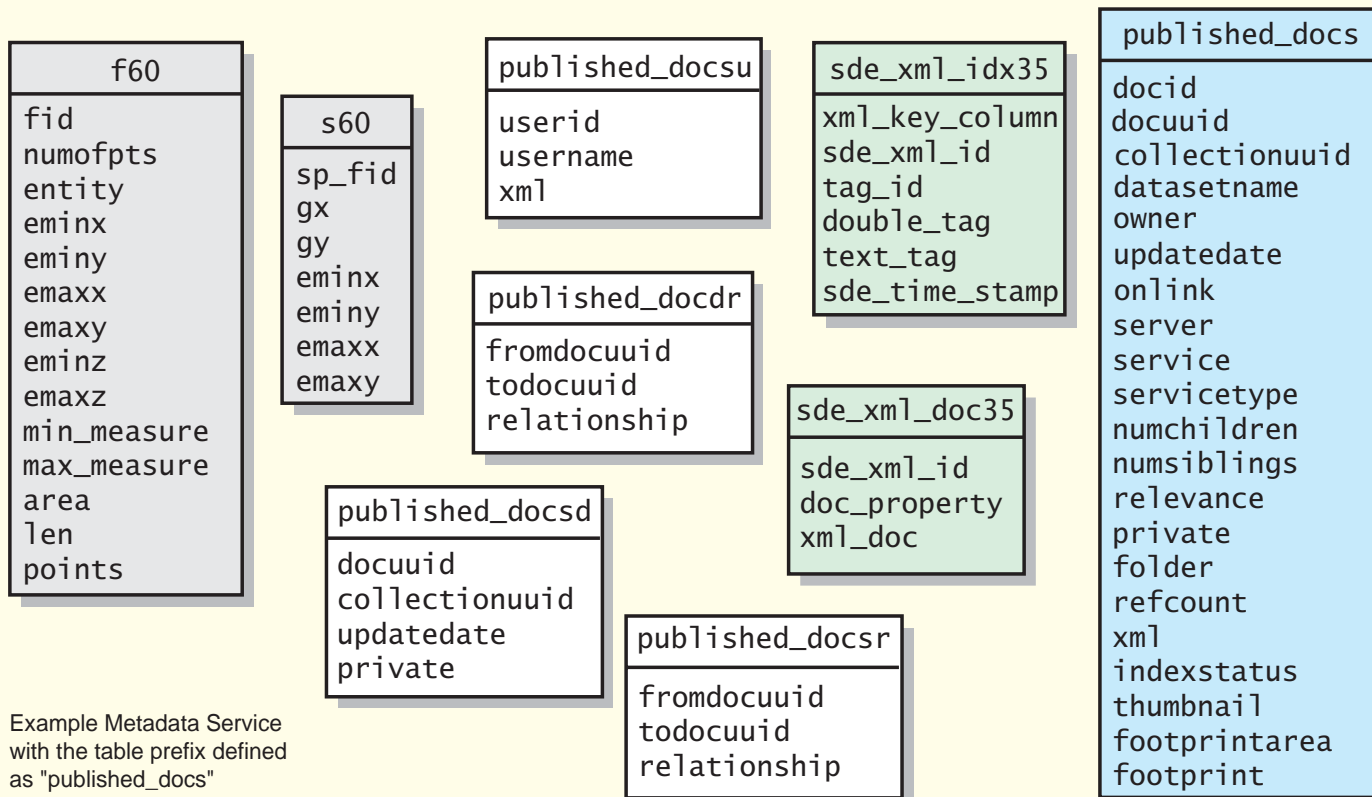 f60
fid
numofpts
entity
eminx
eminy
emaxx
emaxy
eminz
emaxz
min_measure
max_measure
area
len
points
s60
sp_fid
gx
gy
eminx
eminy
emaxx
emaxy
published_docsu
userid
username
xml
published_docdr
fromdocuuid
todocuuid
relationship
published_docsd
docuuid
collectionuuid
updatedate
private
published_docsr
fromdocuuid
todocuuid
relationship
sde_xml_idx35
xml_key_column
sde_xml_id
tag_id
double_tag
text_tag
sde_time_stamp
sde_xml_doc35
sde_xml_id
doc_property
xml_doc
published_docs
docid
docuuid
collectionuuid
datasetname
owner
updatedate
onlink
server
service
servicetype
numchildren
numsiblings
relevance
private
folder
refcount
xml
indexstatus
thumbnail
footprintarea
footprint
Example Metadata Service
with the table prefix defined
as "published_docs"